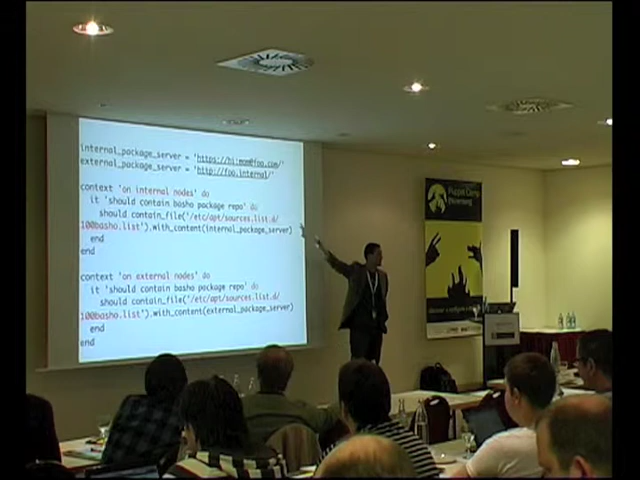 internal_package_server = 'https://hi:mom@foo.com/'
external_package_server = 'http://foo.internal/'
context 'on internal nodes' do
it 'should contain basho package repo' do
should contain_file('/etc/apt/sources.list.d/
100basho.list').with_content(internal_package_server)
end
end
context 'on external nodes' do
it 'should contain basho package repo' do
should contain_file('/etc/apt/sources.list.d/
100basho.list').with_content(external_package_server)
end
end
Puppet Camp